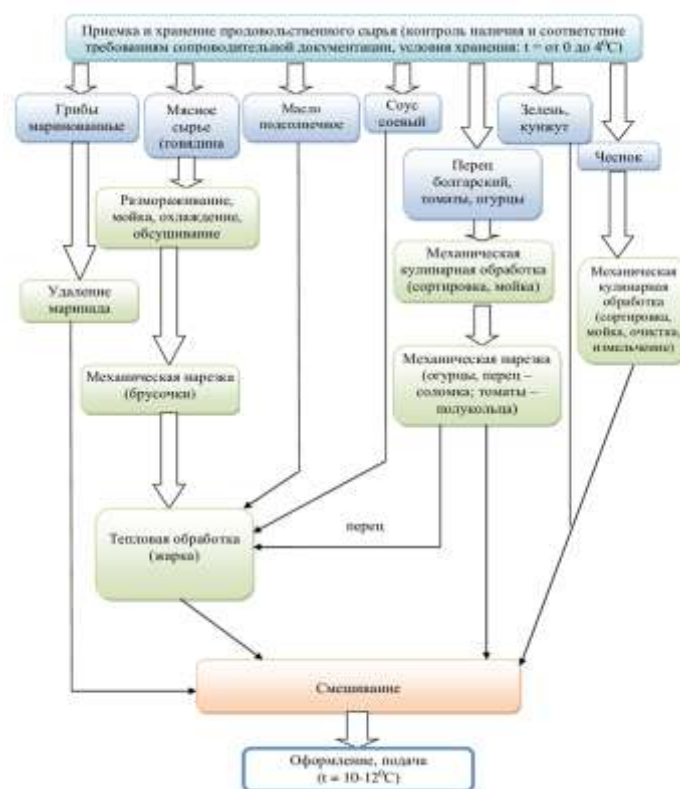 Приемка и хранение продовольственного сырья (контроль наличия и соответствие
требованиям сопроводительной документации, условия хранения: t = от 0 до 4⁰С)
Грибы
маринованные
Мясное
сырье
(говядина
Масло
подсолнечное
Соус
соевый
Зелень,
кунжут
Чеснок
Перец
болгарский,
томаты, огурцы
Размораживание,
мойка, охлаждение,
обсушивание
Механическая
кулинарная обработка
(сортировка, мойка)
Механическая
кулинарная
обработка
(сортировка,
мойка, очистка,
измельчение)
Удаление
маринада
Механическая нарезка
(огурцы, перец –
соломка; томаты –
полукольца)
Механическая нарезка
(брусочки)
перец
Тепловая обработка
(жарка)
Смешивание
Оформление, подача
(t = 10-12⁰С)